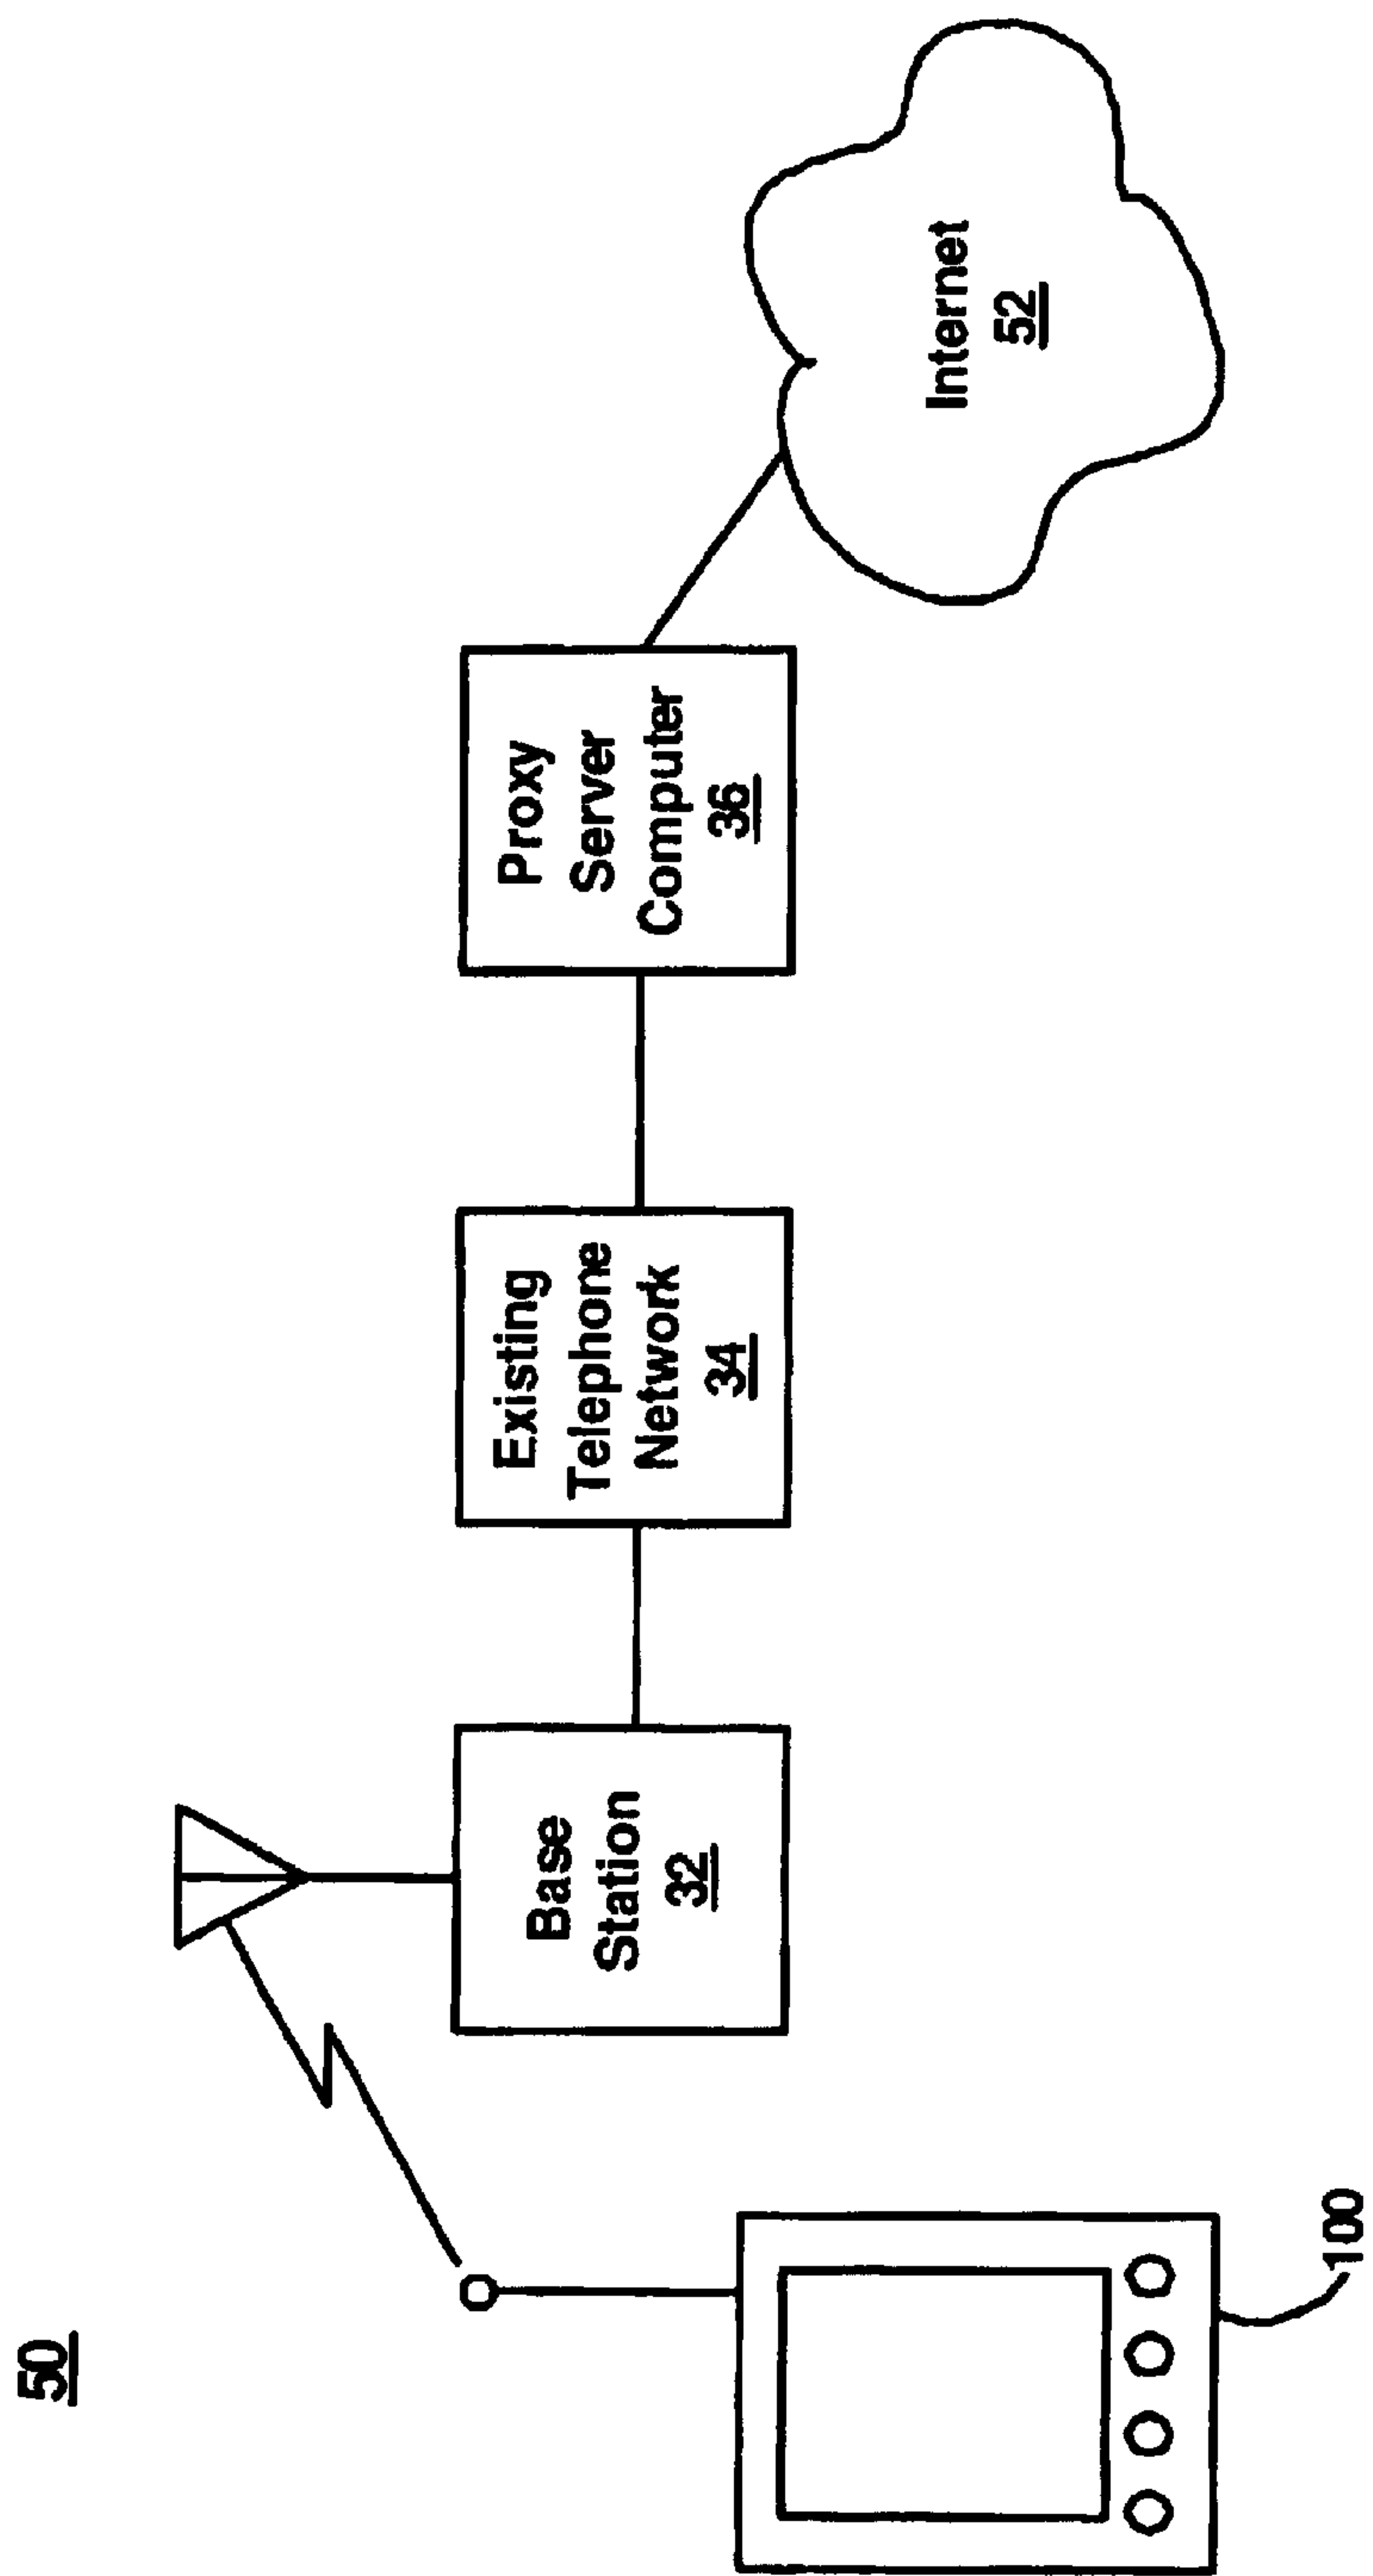 50
100
Base
Station
32
Existing
Telephone
Network
34
Proxy
Server
Computer
36
Internet
52